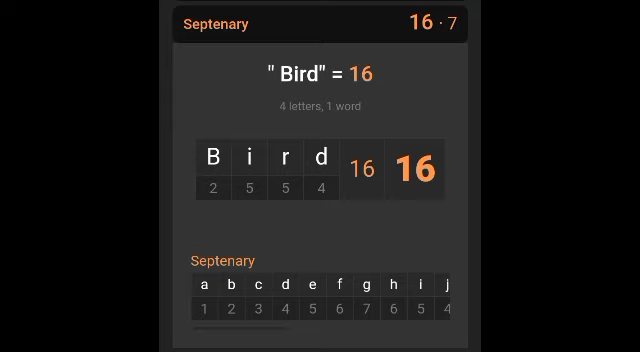 Septenary 16 · 7
" Bird" = 16
4 letters, 1 word
B i r d 16 16
2 5 5 4
Septenary
a b c d e f g h i j
1 2 3 4 5 6 7 6 5 4